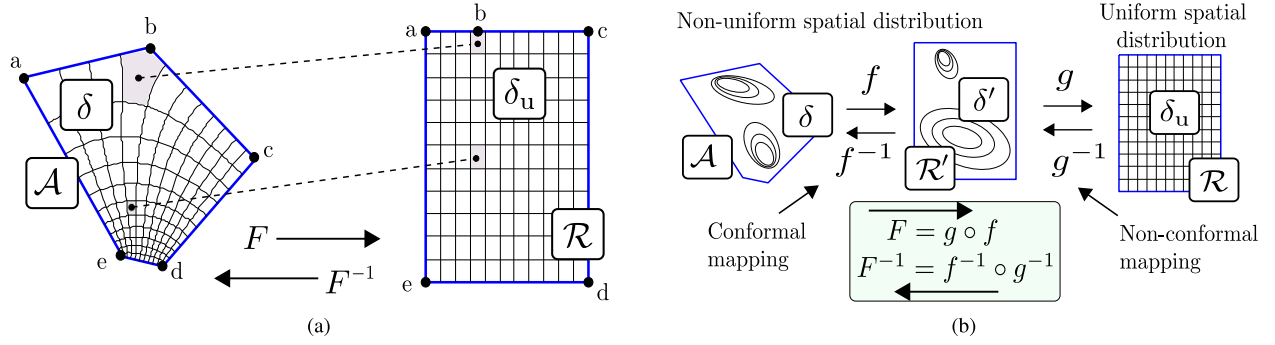 a
b
c
d
e
δ
𝒜
F
F⁻¹
a
b
c
d
e
δᵤ
ℛ
(a)
Non-uniform spatial distribution
Uniform spatial
distribution
δ
𝒜
f
f⁻¹
δ′
ℛ′
g
g⁻¹
δᵤ
ℛ
Conformal
mapping
F = g ∘ f
F⁻¹ = f⁻¹ ∘ g⁻¹
Non-conformal
mapping
(b)